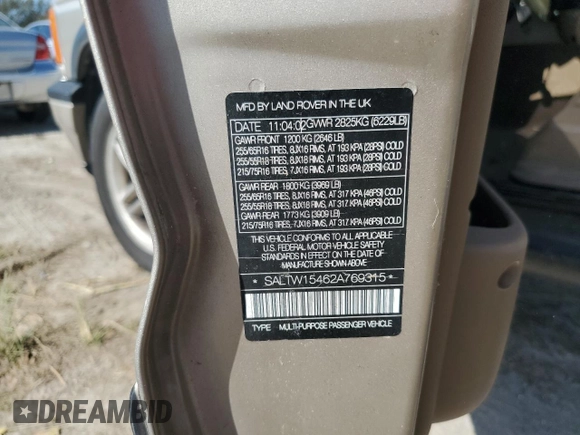 MFD BY LAND ROVER IN THE UK
DATE 11:04:02 GVWR 2825KG (6229LB)
GAWR FRONT 1200 KG (2646 LB)
255/65R16 TIRES, 8JX16 RIMS, AT 193 KPA (28PSI) COLD
255/55R18 TIRES, 8JX18 RIMS, AT 193 KPA (28PSI) COLD
215/75R16 TIRES, 7JX16 RIMS, AT 193 KPA (28PSI) COLD
GAWR REAR 1800 KG (3969 LB)
255/65R16 TIRES, 8JX16 RIMS, AT 317 KPA (46PSI) COLD
255/55R18 TIRES, 8JX18 RIMS, AT 317 KPA (46PSI) COLD
GAWR REAR 1773 KG (3909 LB)
215/75R16 TIRES, 7JX16 RIMS, AT 317 KPA (46PSI) COLD
THIS VEHICLE CONFORMS TO ALL APPLICABLE
U.S. FEDERAL MOTOR VEHICLE SAFETY
STANDARDS IN EFFECT ON THE DATE OF
MANUFACTURE SHOWN ABOVE.
* SALTW15462A769315 *
TYPE MULTI-PURPOSE PASSENGER VEHICLE
DREAMBID